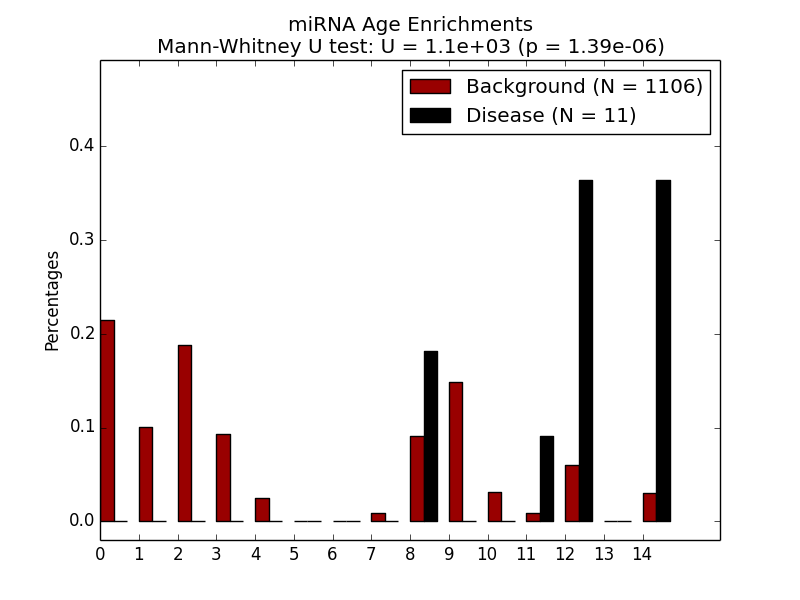 miRNA Age Enrichments
Mann-Whitney U test: U = 1.1e+03 (p = 1.39e-06)
Background (N = 1106)
Disease (N = 11)
Percentages
0.4
0.3
0.2
0.1
0.0
0 1 2 3 4 5 6 7 8 9 10 11 12 13 14